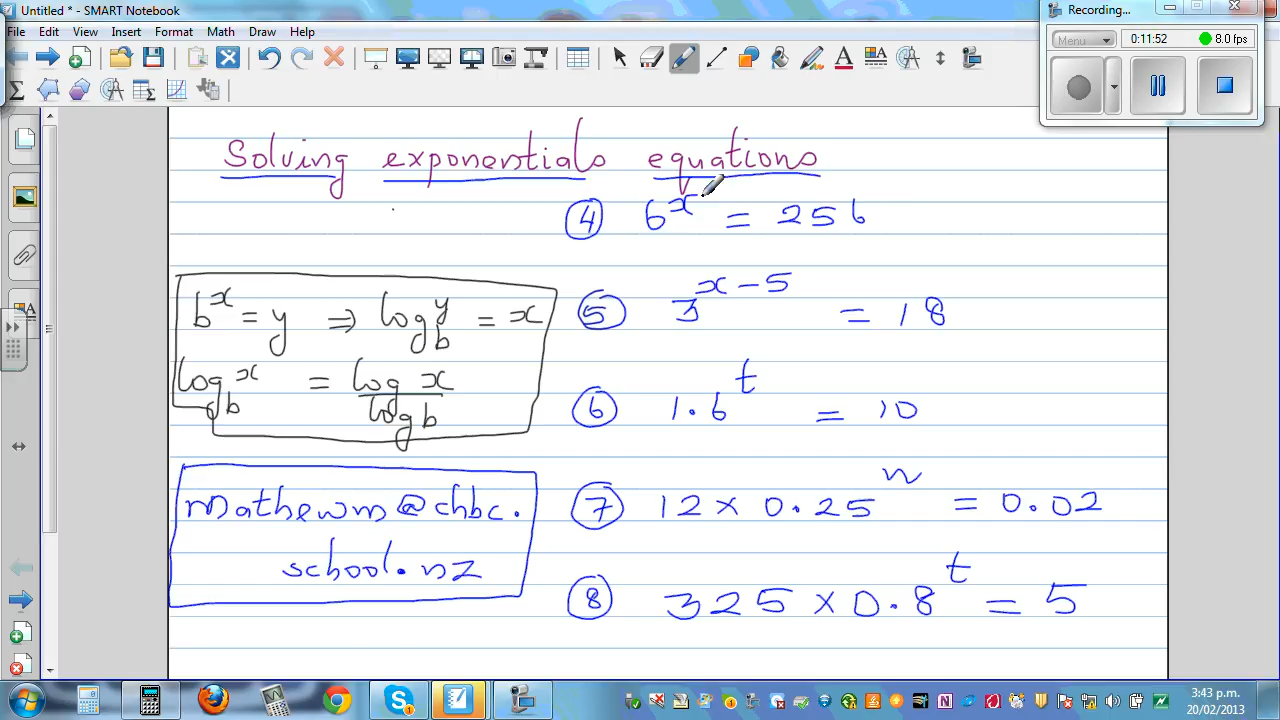 Untitled * - SMART Notebook
File Edit View Insert Format Math Draw Help
Recording...
Menu 0:11:52 8.0 fps
Solving exponentials equations
④ 6^x = 256
b^x = y ⇒ log_b^y = x
log_b^x = log x / log b
⑤ 3^(x-5) = 18
⑥ 1.6^t = 10
mathewm@chbc.
school.nz
⑦ 12 × 0.25^n = 0.02
⑧ 325 × 0.8^t = 5
3:43 p.m.
20/02/2013